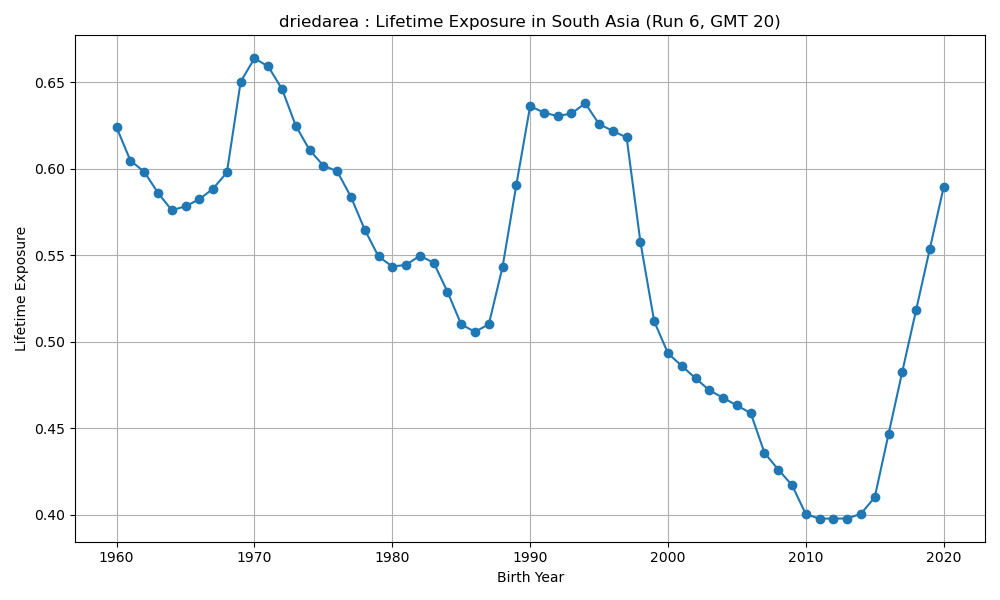 driedarea : Lifetime Exposure in South Asia (Run 6, GMT 20)
Lifetime Exposure
0.65
0.60
0.55
0.50
0.45
0.40
1960 1970 1980 1990 2000 2010 2020
Birth Year